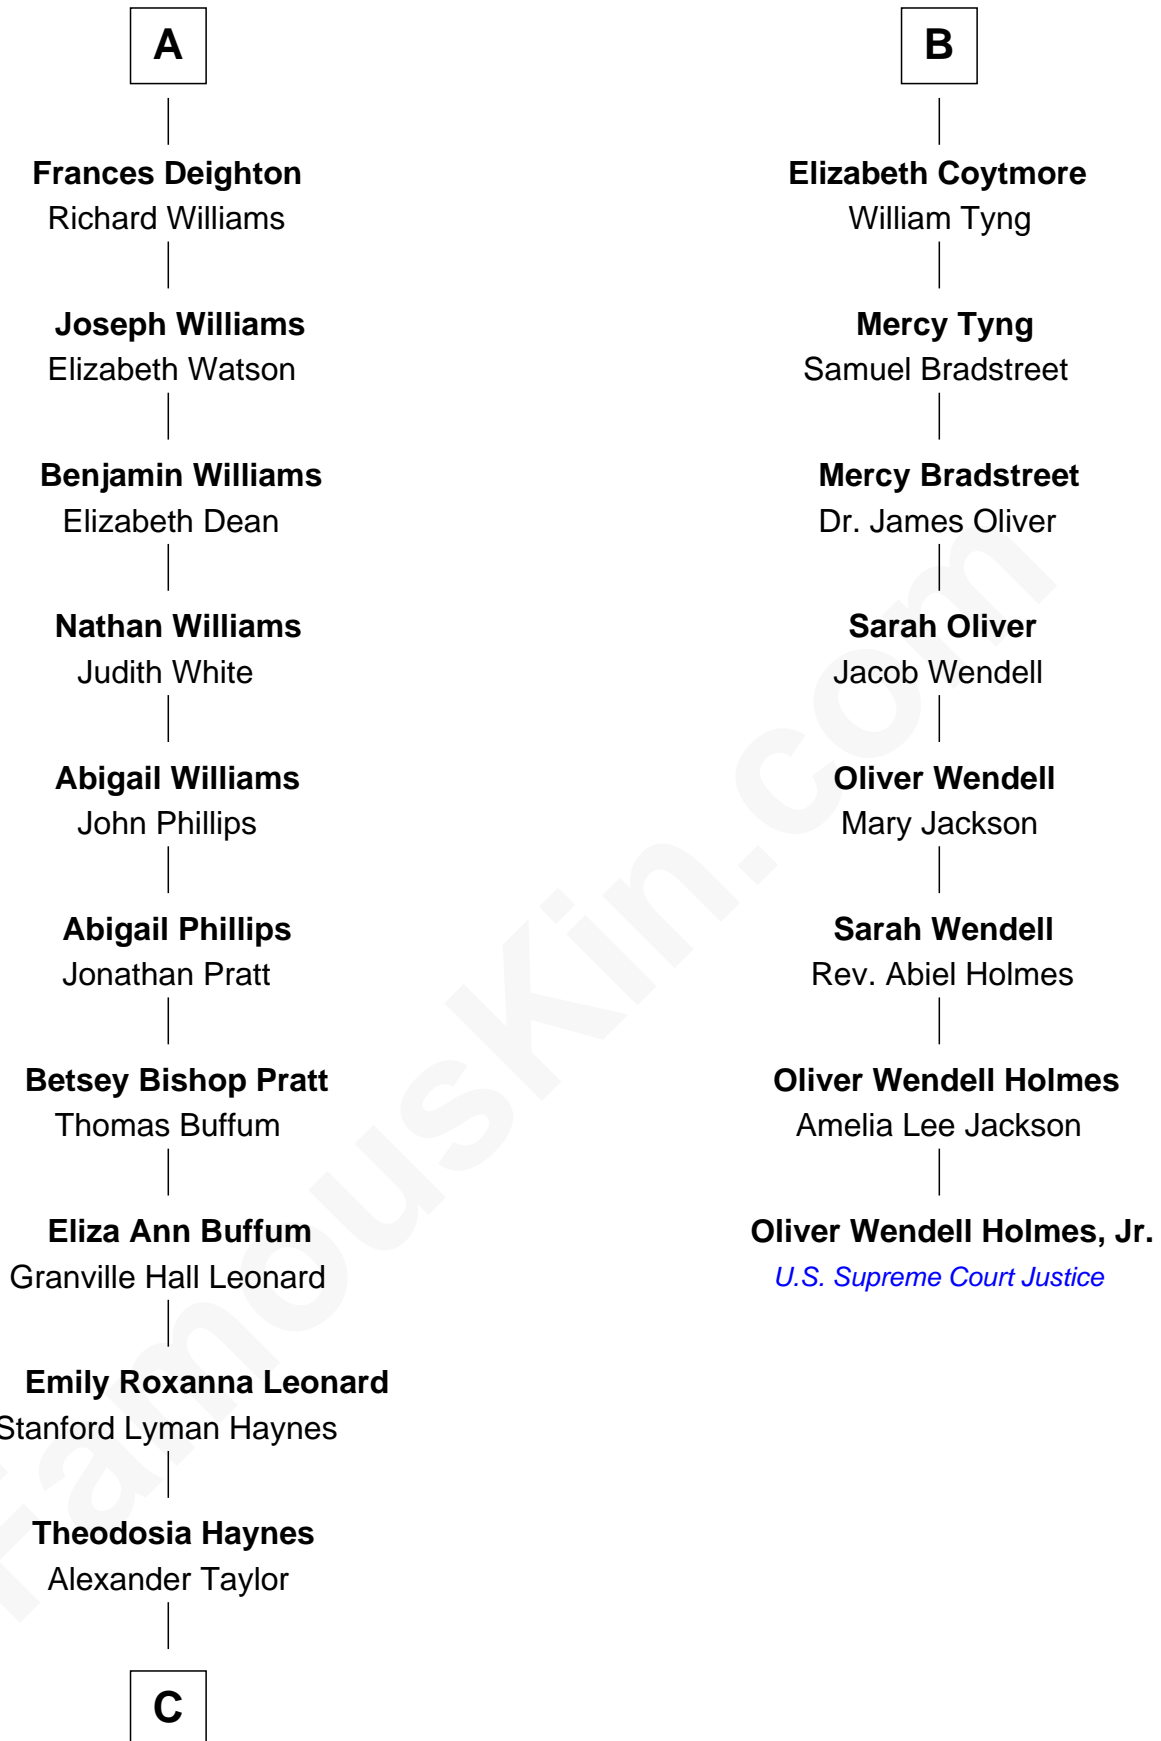 A
Frances Deighton
Richard Williams
Joseph Williams
Elizabeth Watson
Benjamin Williams
Elizabeth Dean
Nathan Williams
Judith White
Abigail Williams
John Phillips
Abigail Phillips
Jonathan Pratt
Betsey Bishop Pratt
Thomas Buffum
Eliza Ann Buffum
Granville Hall Leonard
Emily Roxanna Leonard
Stanford Lyman Haynes
Theodosia Haynes
Alexander Taylor
C
B
Elizabeth Coytmore
William Tyng
Mercy Tyng
Samuel Bradstreet
Mercy Bradstreet
Dr. James Oliver
Sarah Oliver
Jacob Wendell
Oliver Wendell
Mary Jackson
Sarah Wendell
Rev. Abiel Holmes
Oliver Wendell Holmes
Amelia Lee Jackson
Oliver Wendell Holmes, Jr.
U.S. Supreme Court Justice
FamousKin.com